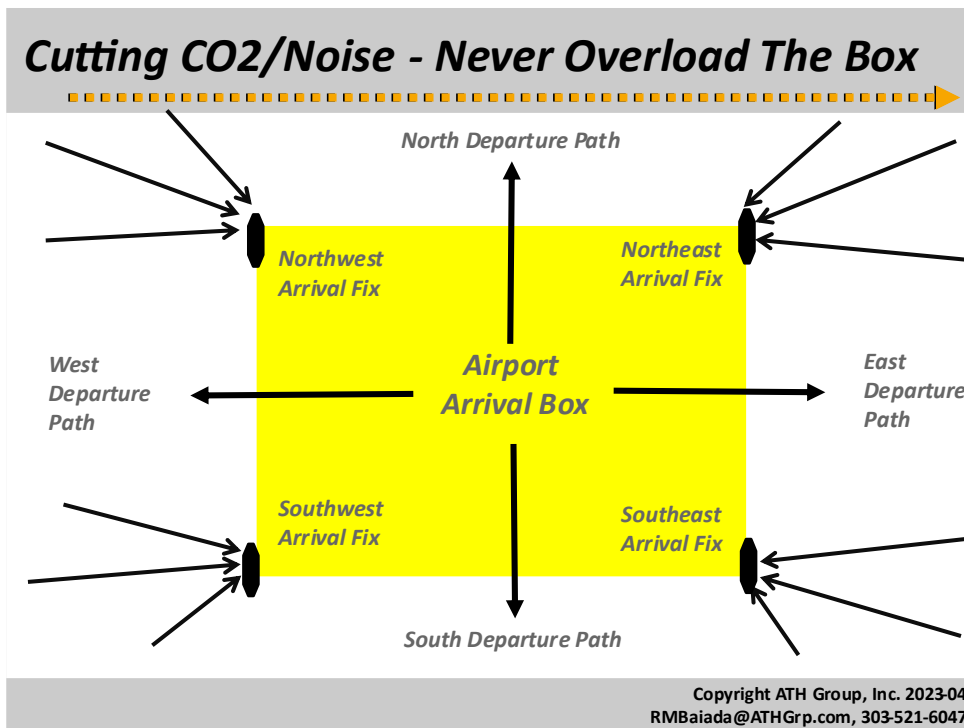 Cutting CO2/Noise - Never Overload The Box
North Departure Path
Northwest
Arrival Fix
Northeast
Arrival Fix
West
Departure
Path
Airport
Arrival Box
East
Departure
Path
Southwest
Arrival Fix
Southeast
Arrival Fix
South Departure Path
Copyright ATH Group, Inc. 2023-04
RMBaiada@ATHGrp.com, 303-521-6047